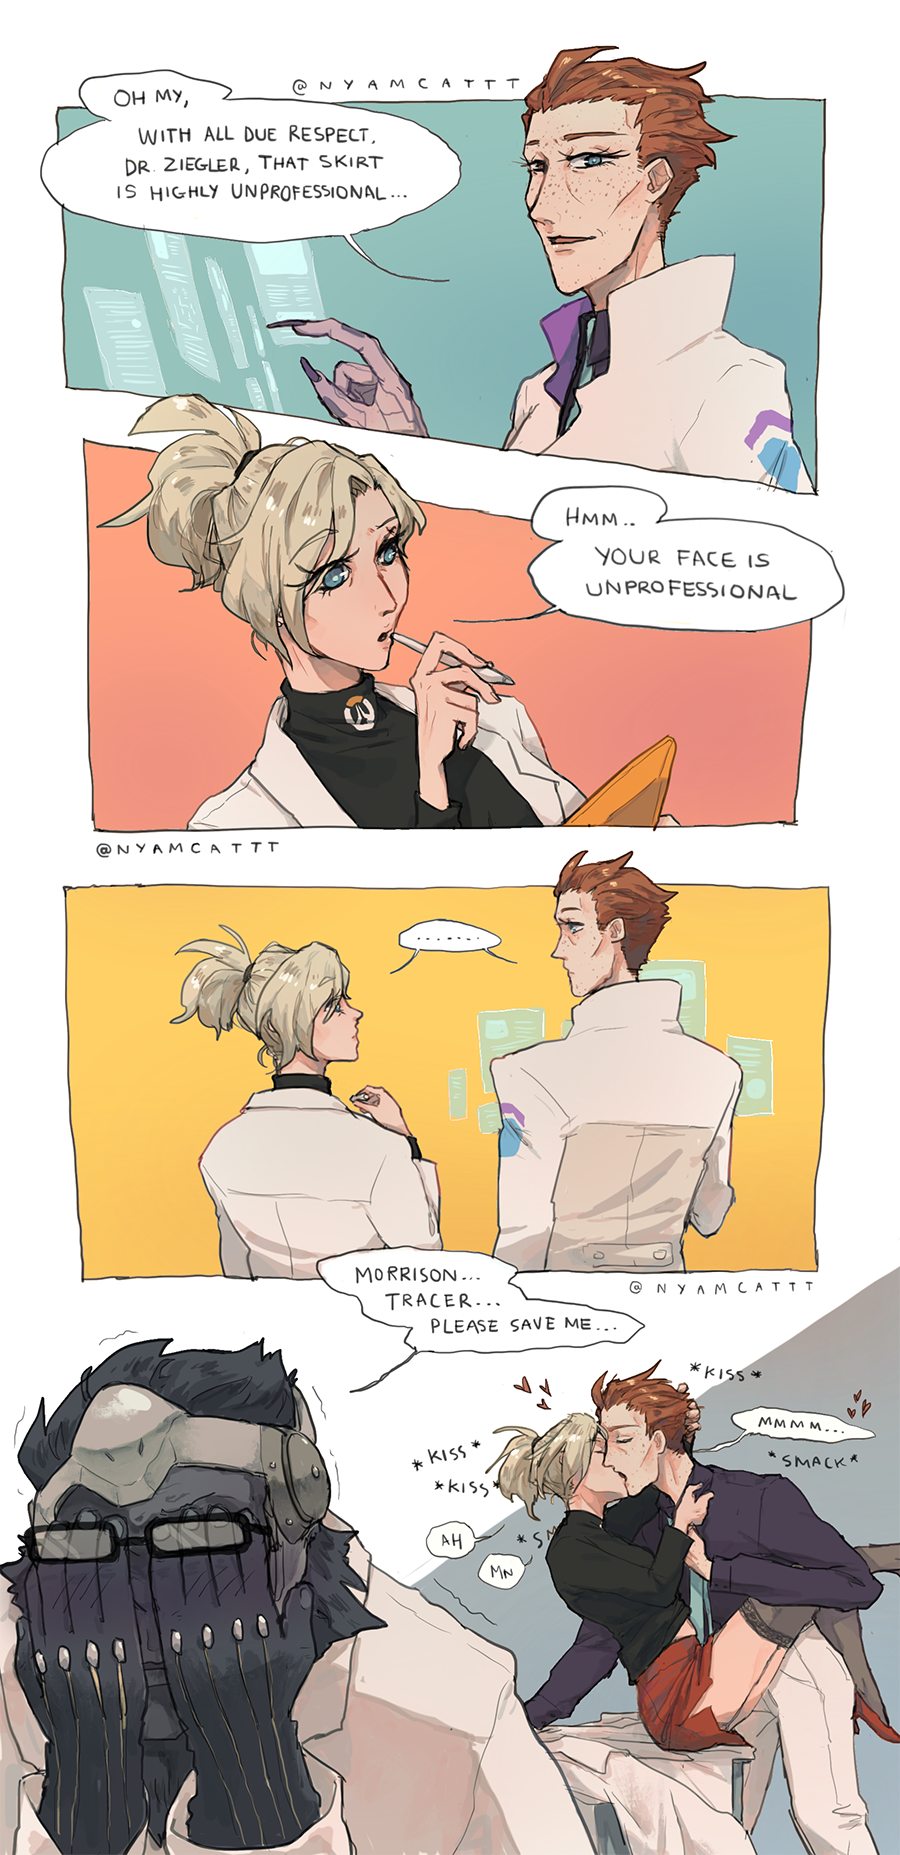 @NYAMCATTT
OH MY,
WITH ALL DUE RESPECT,
DR. ZIEGLER, THAT SKIRT
IS HIGHLY UNPROFESSIONAL...
HMM..
YOUR FACE IS
UNPROFESSIONAL
@NYAMCATTT
.......
@NYAMCATTT
MORRISON...
TRACER...
PLEASE SAVE ME...
*KISS*
MMMM...
*KISS*
*SMACK*
*KISS*
AH
*SM
MN